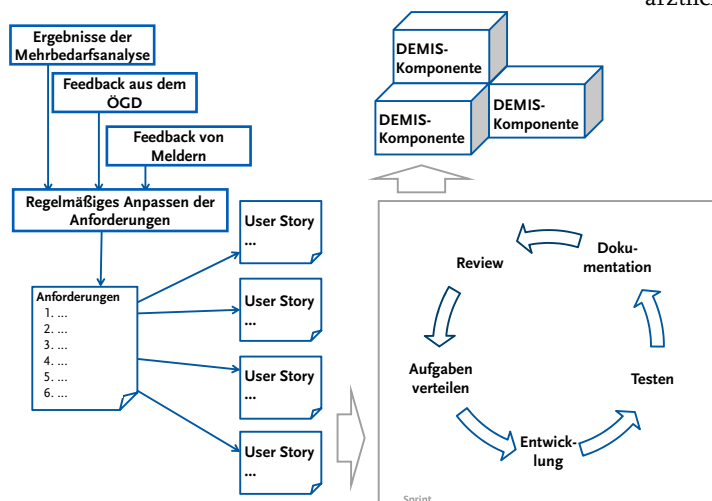 ärztlic
Ergebnisse der
Mehrbedarfsanalyse
Feedback aus dem
ÖGD
Feedback von
Meldern
Regelmäßiges Anpassen der
Anforderungen
Anforderungen
1. ...
2. ...
3. ...
4. ...
5. ...
6. ...
User Story
...
User Story
...
User Story
...
User Story
...
DEMIS-
Komponente
DEMIS-
Komponente
DEMIS-
Komponente
Review
Doku-
mentation
Aufgaben
verteilen
Testen
Entwick-
lung
Sprint